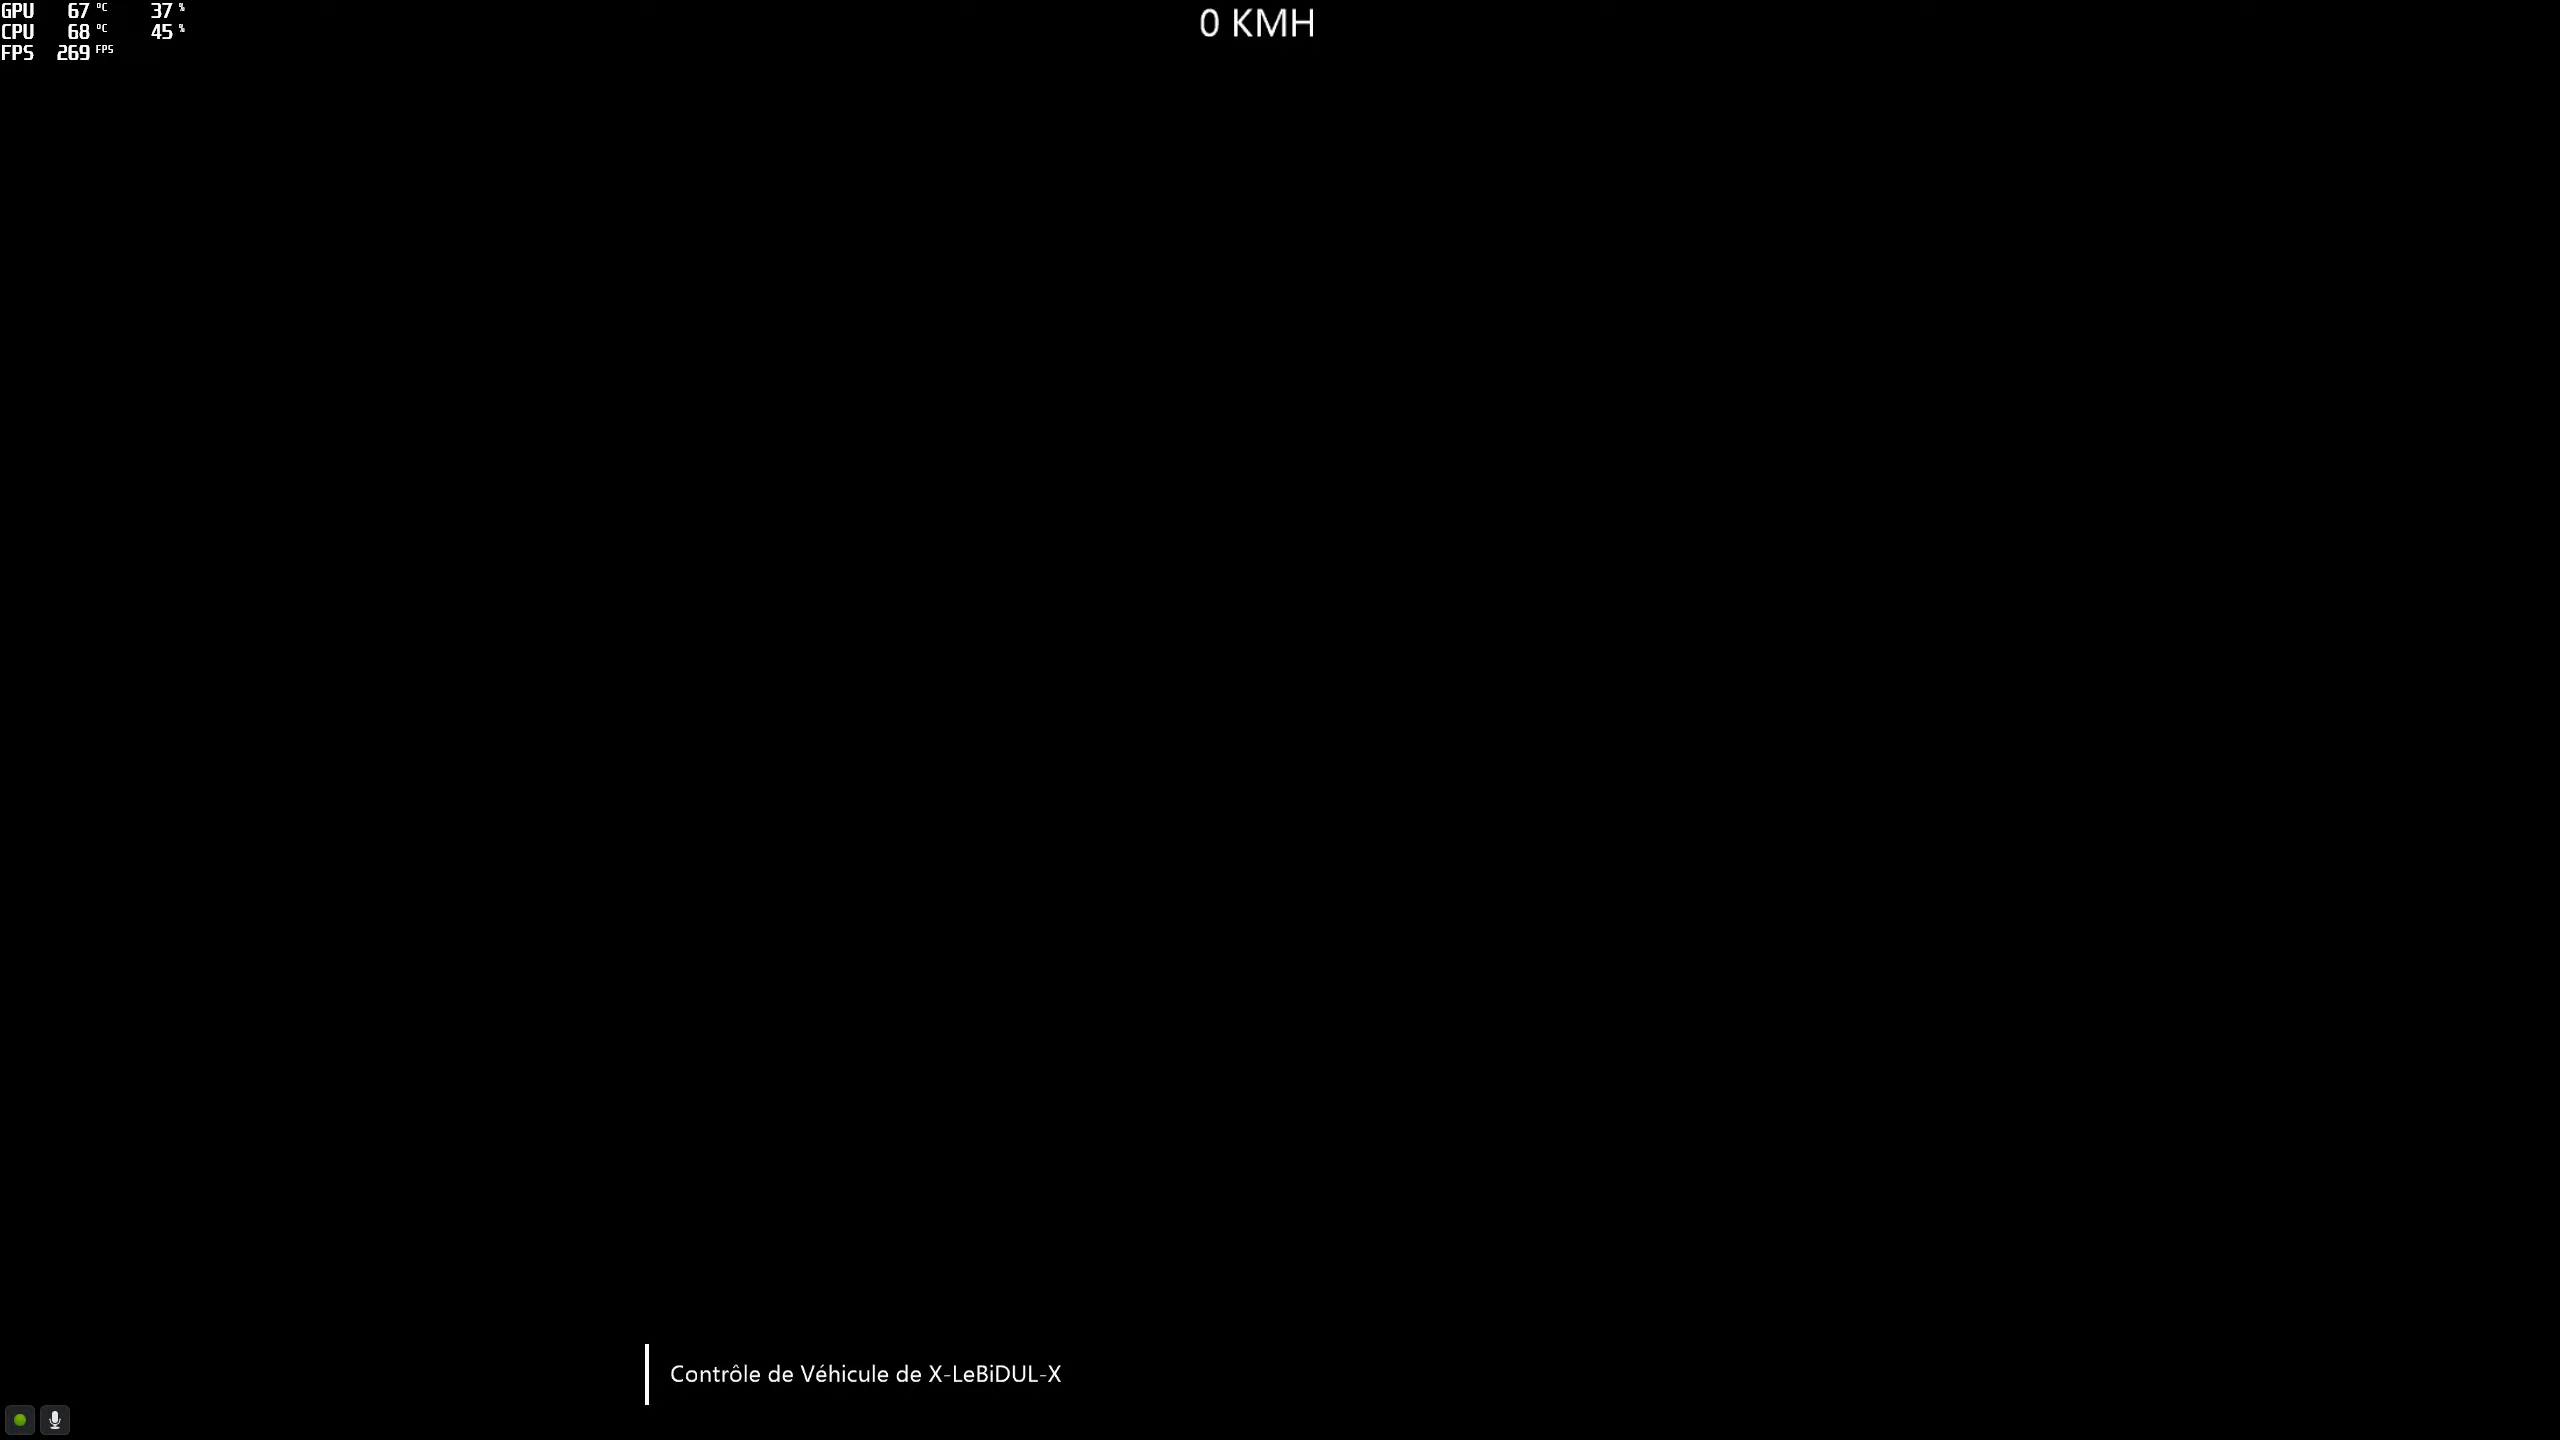 GPU 67 °C 37 %
CPU 68 °C 45 %
FPS 269 FPS
0 KMH
Contrôle de Véhicule de X-LeBiDUL-X